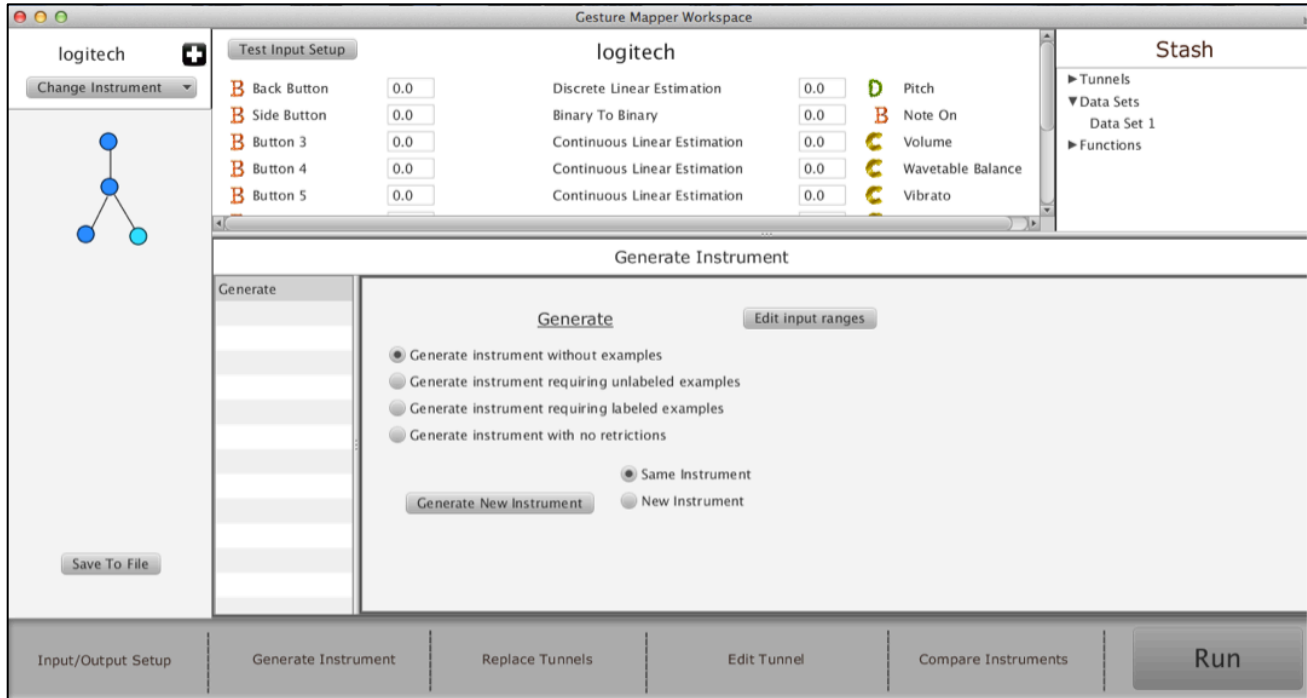 Gesture Mapper Workspace
logitech
Change Instrument
Save To File
Test Input Setup
logitech
B Back Button 0.0 Discrete Linear Estimation 0.0 D Pitch
B Side Button 0.0 Binary To Binary 0.0 B Note On
B Button 3 0.0 Continuous Linear Estimation 0.0 C Volume
B Button 4 0.0 Continuous Linear Estimation 0.0 C Wavetable Balance
B Button 5 0.0 Continuous Linear Estimation 0.0 C Vibrato
Stash
Tunnels
Data Sets
Data Set 1
Functions
Generate Instrument
Generate
Generate
Edit input ranges
Generate instrument without examples
Generate instrument requiring unlabeled examples
Generate instrument requiring labeled examples
Generate instrument with no retrictions
Same Instrument
Generate New Instrument
New Instrument
Input/Output Setup
Generate Instrument
Replace Tunnels
Edit Tunnel
Compare Instruments
Run